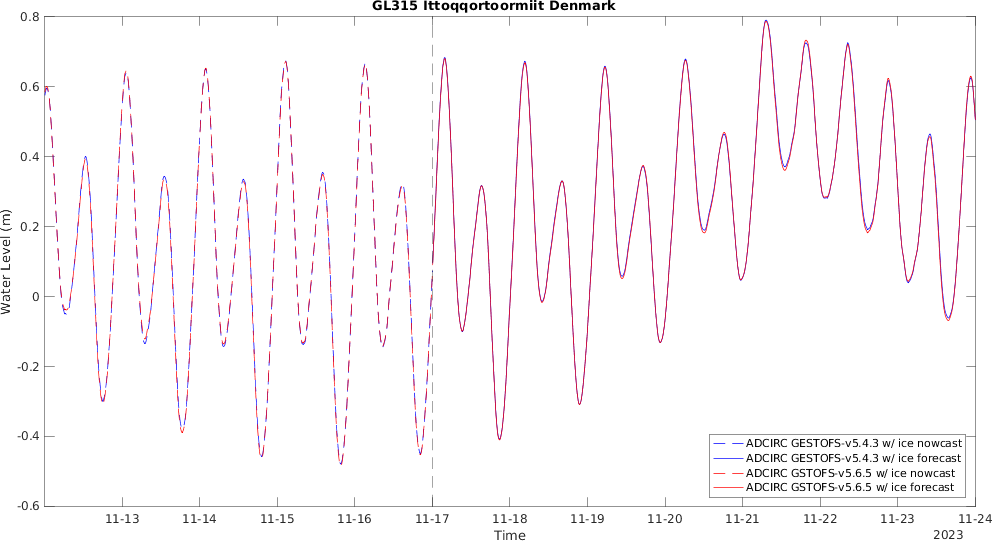 GL315 Ittoqqortoormiit Denmark
0.8
0.6
0.4
0.2
0
-0.2
-0.4
-0.6
Water Level (m)
ADCIRC GESTOFS-v5.4.3 w/ ice nowcast
ADCIRC GESTOFS-v5.4.3 w/ ice forecast
ADCIRC GSTOFS-v5.6.5 w/ ice nowcast
ADCIRC GSTOFS-v5.6.5 w/ ice forecast
11-13 11-14 11-15 11-16 11-17 11-18 11-19 11-20 11-21 11-22 11-23 11-24
Time
2023